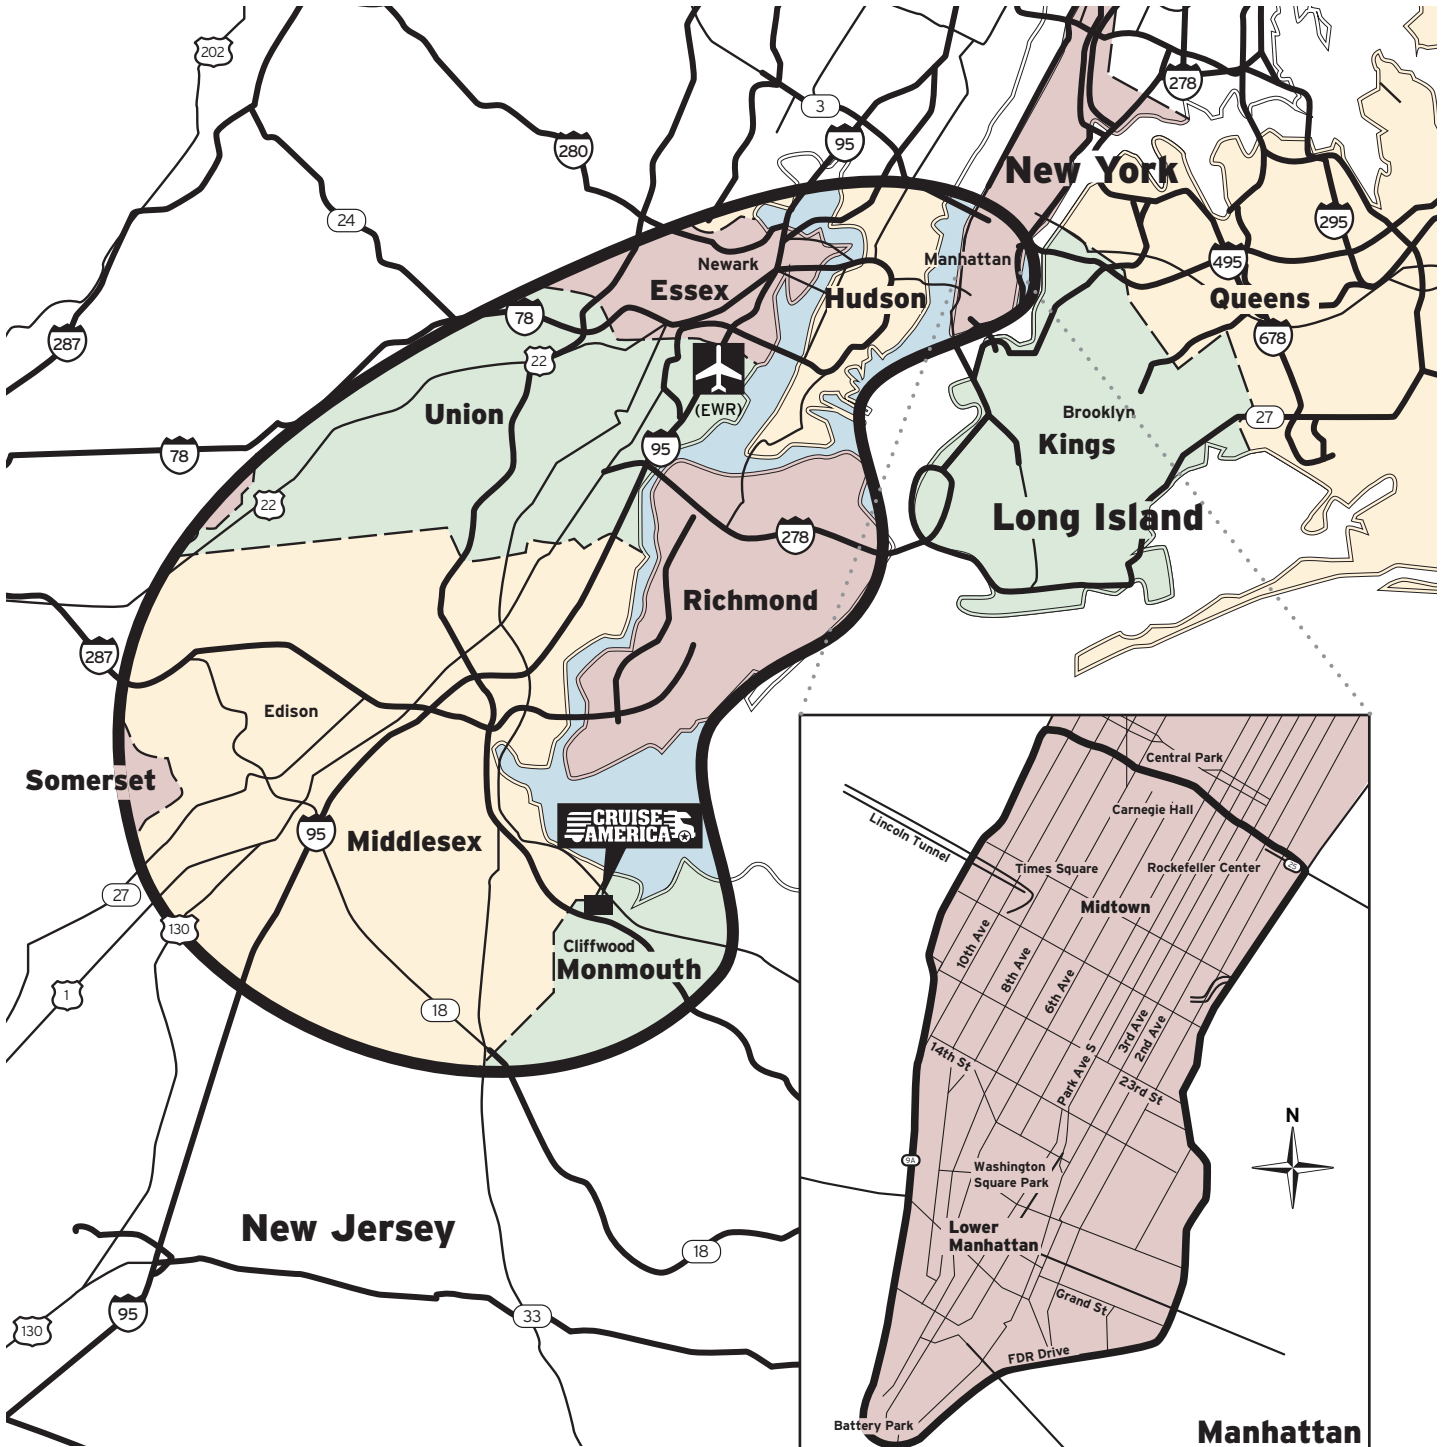 202
3
278
280
95
New York
24
295
495
Newark
Manhattan
Essex
Hudson
Queens
78
287
22
678
(EWR)
Union
Brooklyn
27
Kings
78
95
22
Long Island
278
Richmond
287
Edison
Somerset
CRUISE
AMERICA
95
Middlesex
27
130
Cliffwood
Monmouth
1
18
New Jersey
18
95
33
130
Central Park
Carnegie Hall
Lincoln Tunnel
Times Square
Rockefeller Center
25
Midtown
10th Ave
8th Ave
6th Ave
3rd Ave
2nd Ave
14th St
Park Ave S
23rd St
N
9A
Washington
Square Park
Lower
Manhattan
Grand St
FDR Drive
Battery Park
Manhattan